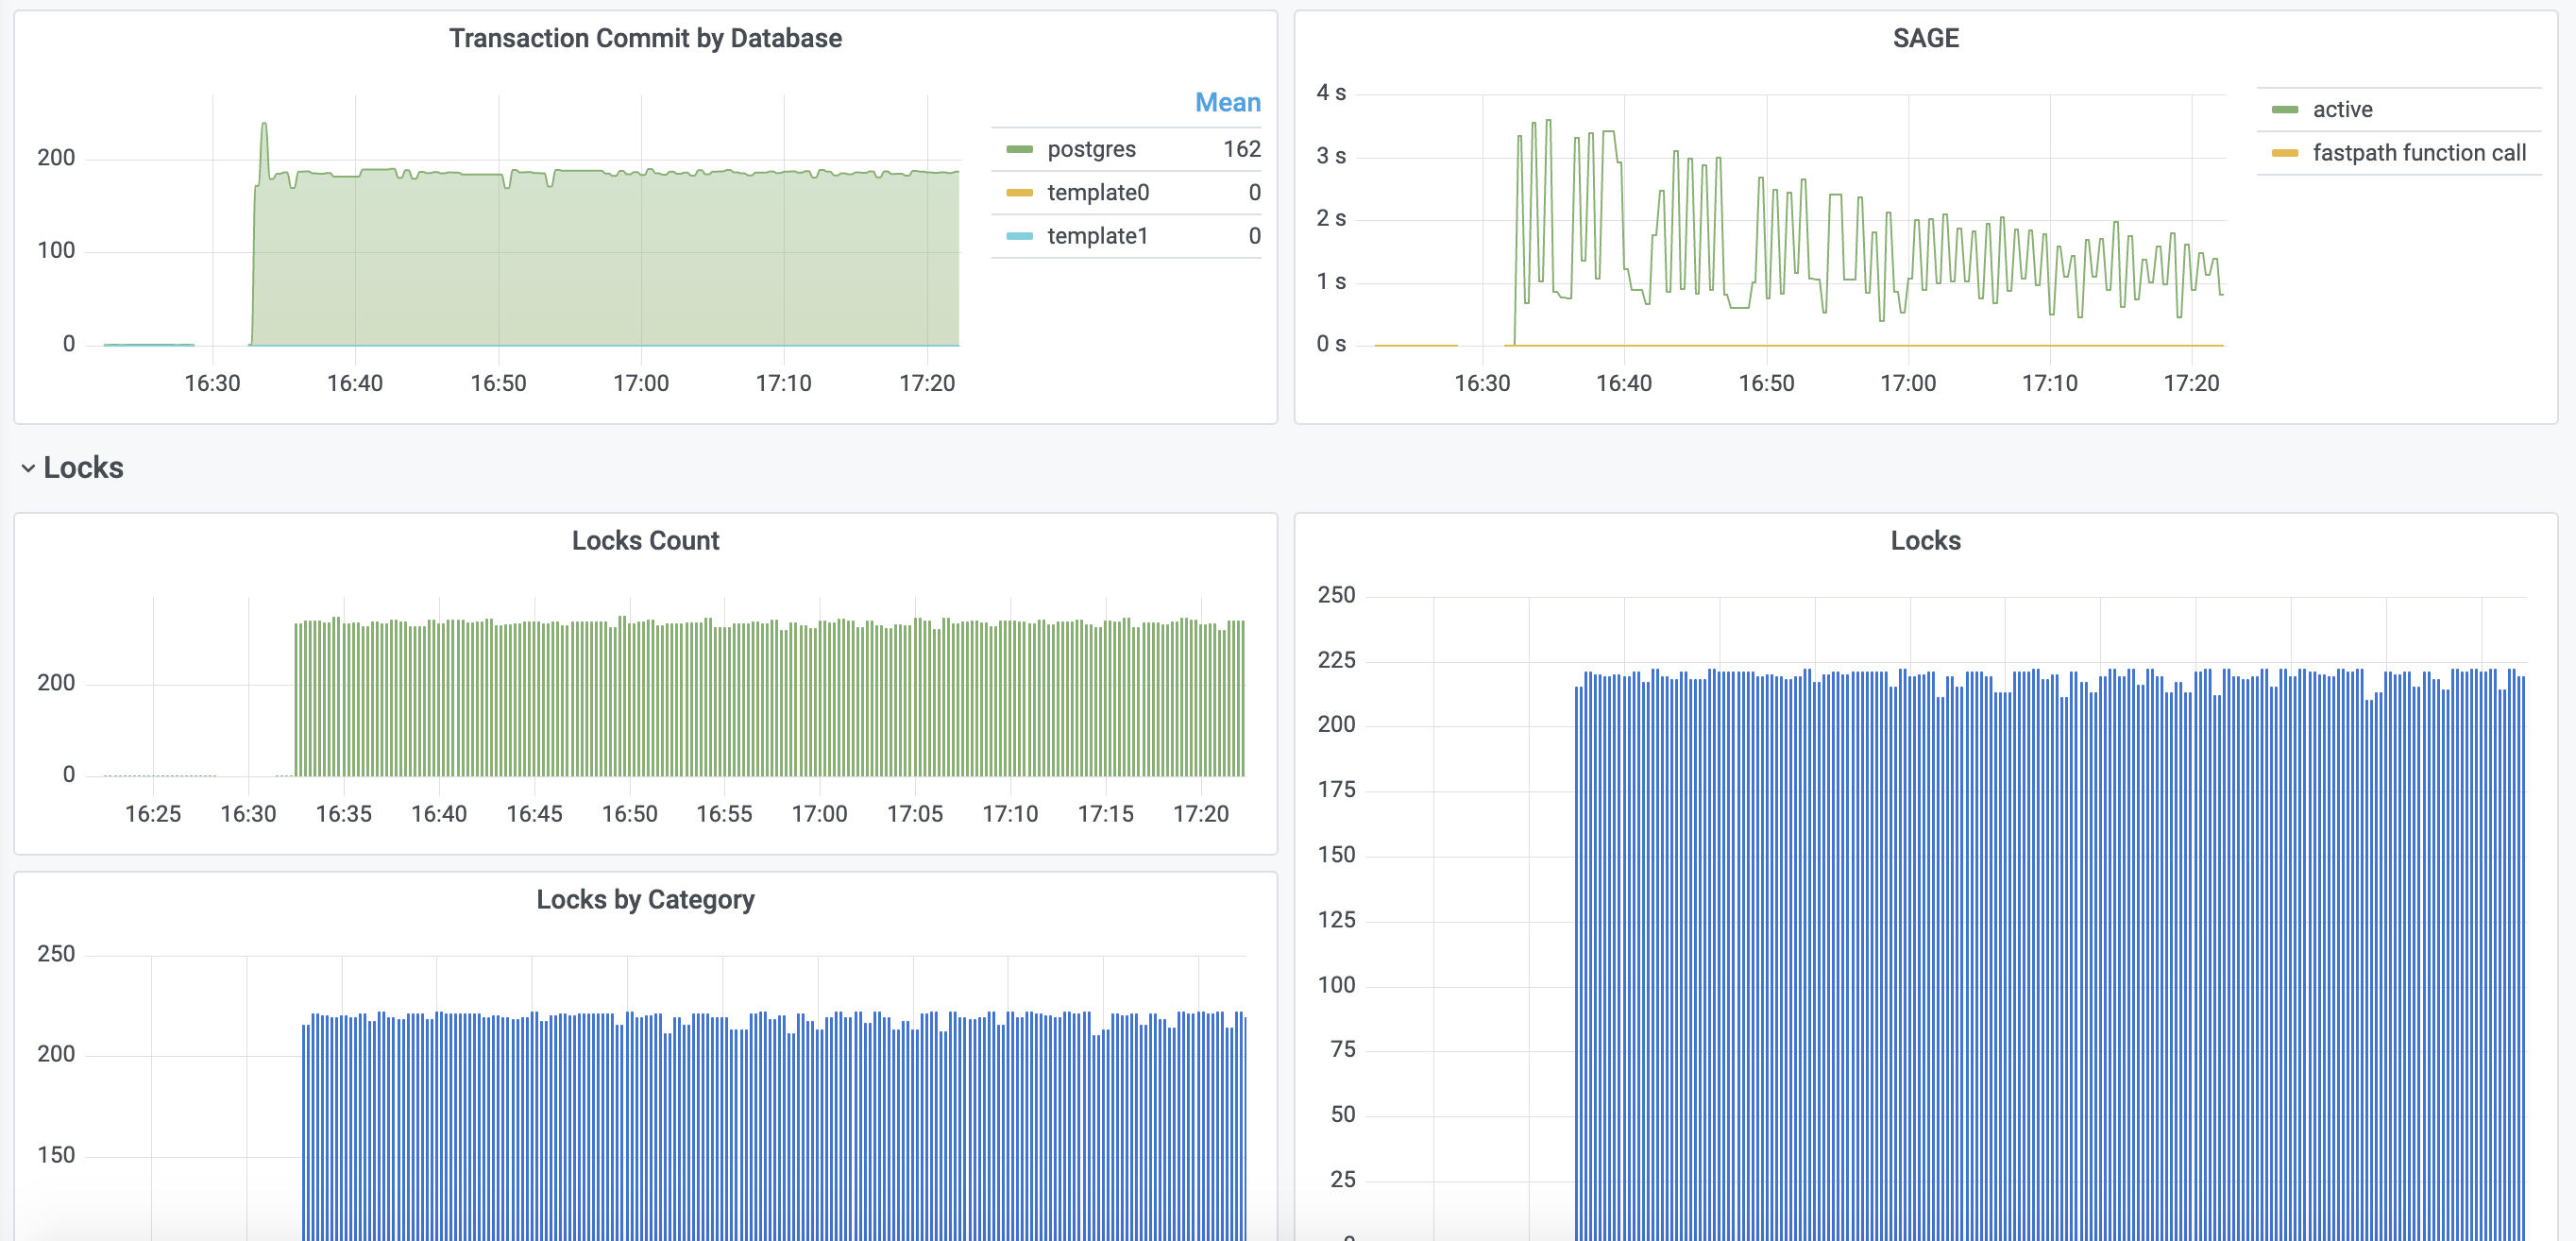 Transaction Commit by Database
Mean
200
100
0
16:30 16:40 16:50 17:00 17:10 17:20
postgres 162
template0 0
template1 0
SAGE
4 s
3 s
2 s
1 s
0 s
16:30 16:40 16:50 17:00 17:10 17:20
active
fastpath function call
Locks
Locks Count
200
0
16:25 16:30 16:35 16:40 16:45 16:50 16:55 17:00 17:05 17:10 17:15 17:20
Locks by Category
250
200
150
Locks
250
225
200
175
150
125
100
75
50
25